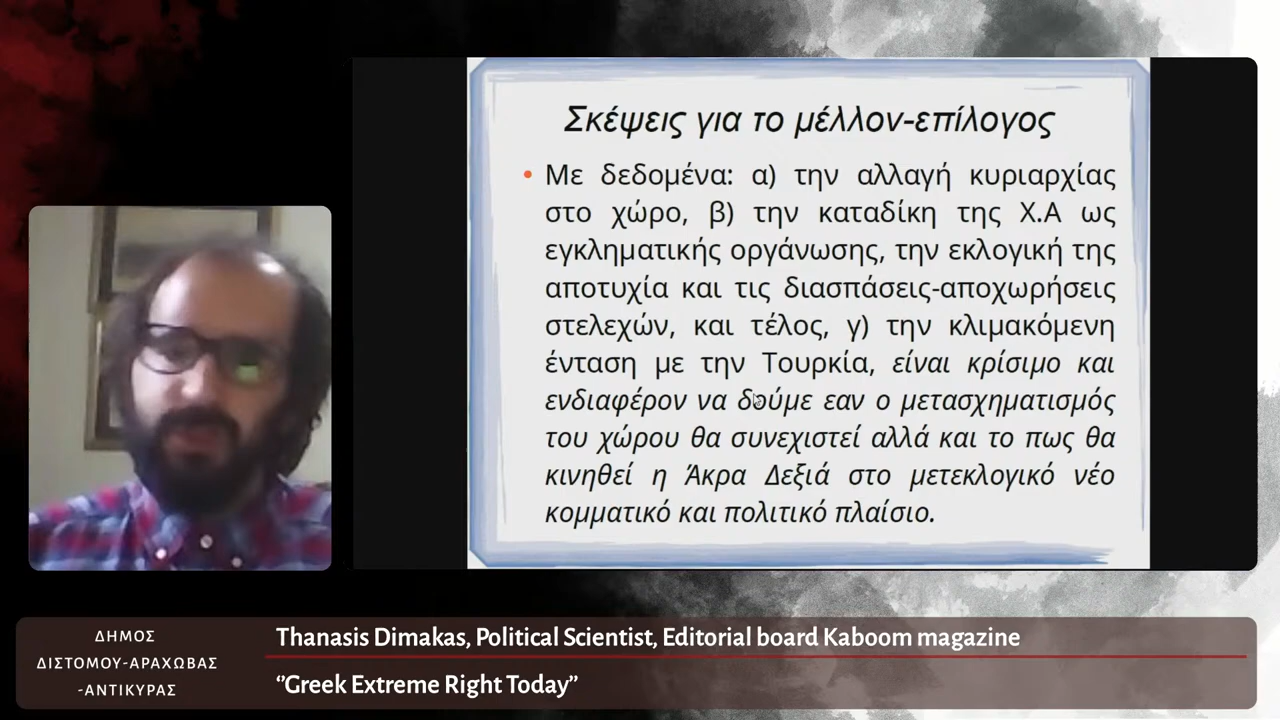 Σκέψεις για το μέλλον-επίλογος
• Με δεδομένα: α) την αλλαγή κυριαρχίας
στο χώρο, β) την καταδίκη της Χ.Α ως
εγκληματικής οργάνωσης, την εκλογική της
αποτυχία και τις διασπάσεις-αποχωρήσεις
στελεχών, και τέλος, γ) την κλιμακόμενη
ένταση με την Τουρκία, είναι κρίσιμο και
ενδιαφέρον να δούμε εαν ο μετασχηματισμός
του χώρου θα συνεχιστεί αλλά και το πως θα
κινηθεί η Άκρα Δεξιά στο μετεκλογικό νέο
κομματικό και πολιτικό πλαίσιο.
ΔΗΜΟΣ
ΔΙΣΤΟΜΟΥ-ΑΡΑΧΩΒΑΣ
-ΑΝΤΙΚΥΡΑΣ
Thanasis Dimakas, Political Scientist, Editorial board Kaboom magazine
‘’Greek Extreme Right Today”